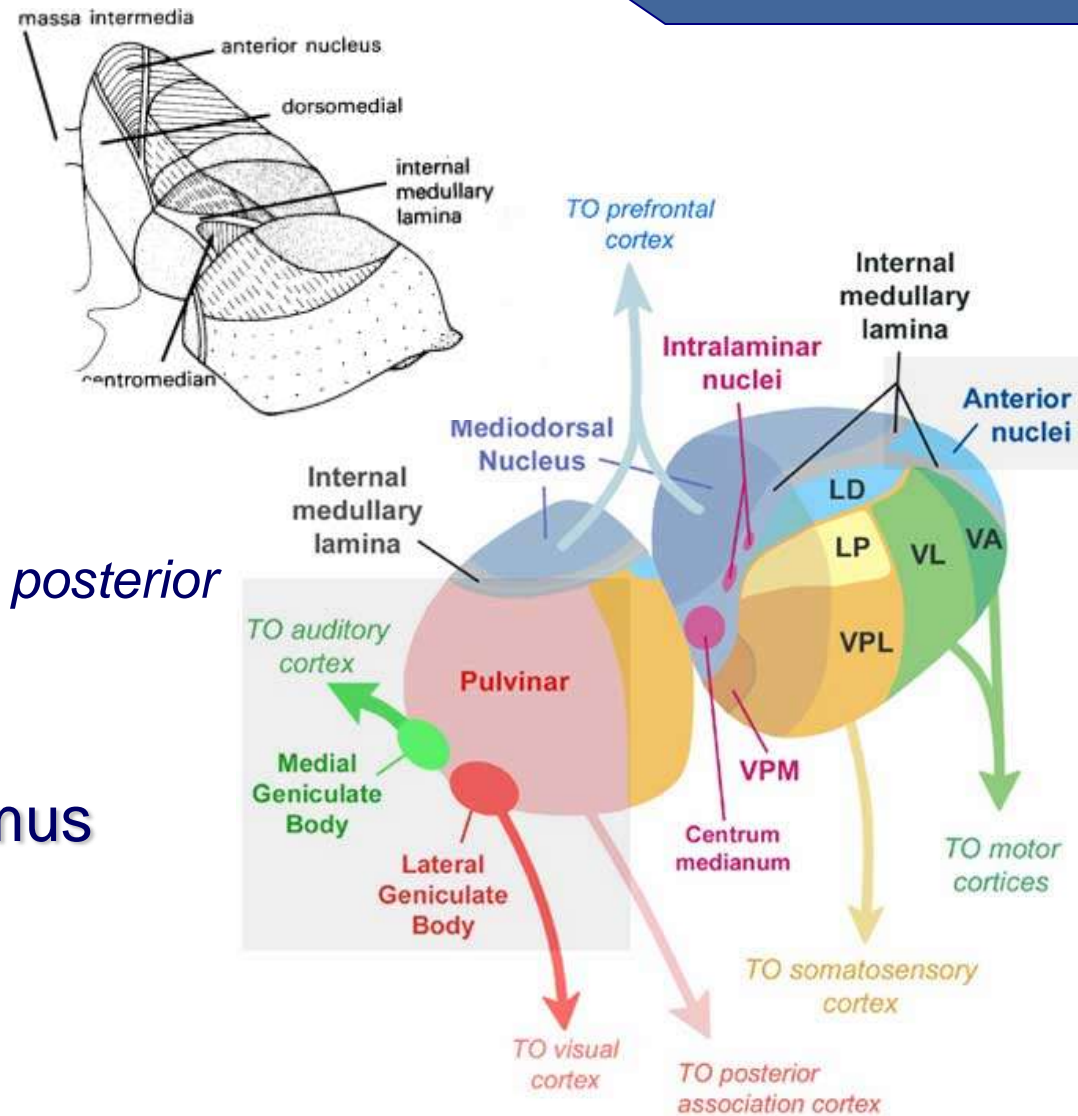 massa intermedia
anterior nucleus
dorsomedial
internal
medullary
lamina
TO prefrontal
cortex
Internal
medullary
lamina
Intralaminar
nuclei
Anterior
nuclei
Mediodorsal
Nucleus
Internal
medullary
lamina
LD
LP
VL
VA
posterior
TO auditory
cortex
VPL
Pulvinar
Medial
Geniculate
Body
VPM
Centrum
medianum
TO motor
cortices
Lateral
Geniculate
Body
TO somatosensory
cortex
TO visual
cortex
TO posterior
association cortex